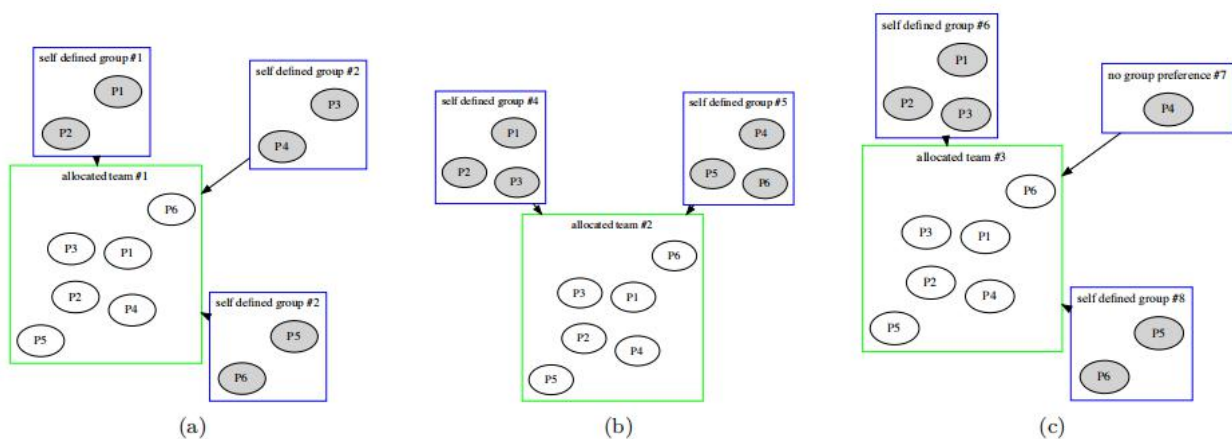 self defined group #1
P1
P2
self defined group #2
P3
P4
allocated team #1
P6
P3
P1
P2
P4
P5
self defined group #2
P5
P6
(a)
self defined group #4
P1
P2
P3
self defined group #5
P4
P5
P6
allocated team #2
P6
P3
P1
P2
P4
P5
(b)
self defined group #6
P1
P2
P3
no group preference #7
P4
allocated team #3
P6
P3
P1
P2
P4
P5
self defined group #8
P5
P6
(c)